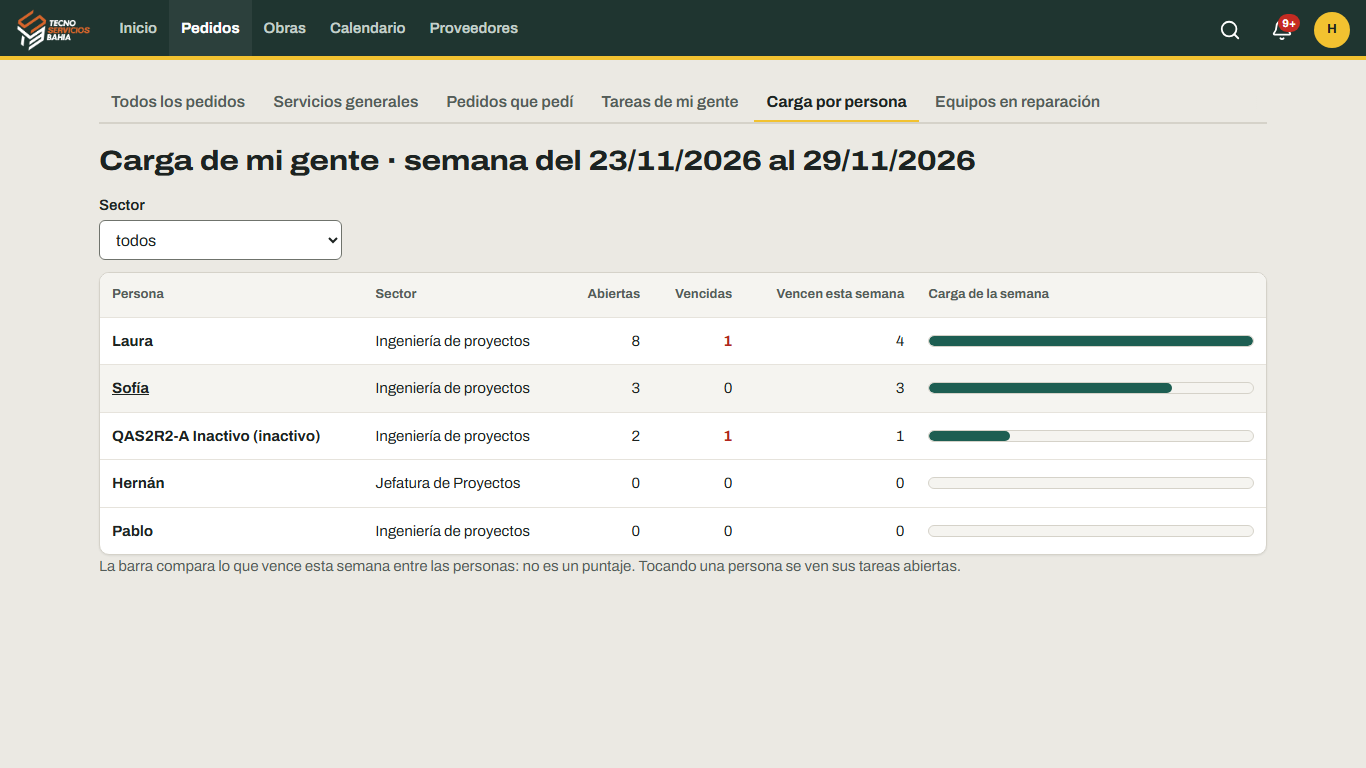 TECNO
SERVICIOS
BAHIA
Inicio Pedidos Obras Calendario Proveedores 9+ H
Todos los pedidos Servicios generales Pedidos que pedí Tareas de mi gente Carga por persona Equipos en reparación
Carga de mi gente · semana del 23/11/2026 al 29/11/2026
Sector
todos
Persona Sector Abiertas Vencidas Vencen esta semana Carga de la semana
Laura Ingeniería de proyectos 8 1 4
Sofía Ingeniería de proyectos 3 0 3
QAS2R2-A Inactivo (inactivo) Ingeniería de proyectos 2 1 1
Hernán Jefatura de Proyectos 0 0 0
Pablo Ingeniería de proyectos 0 0 0
La barra compara lo que vence esta semana entre las personas: no es un puntaje. Tocando una persona se ven sus tareas abiertas.